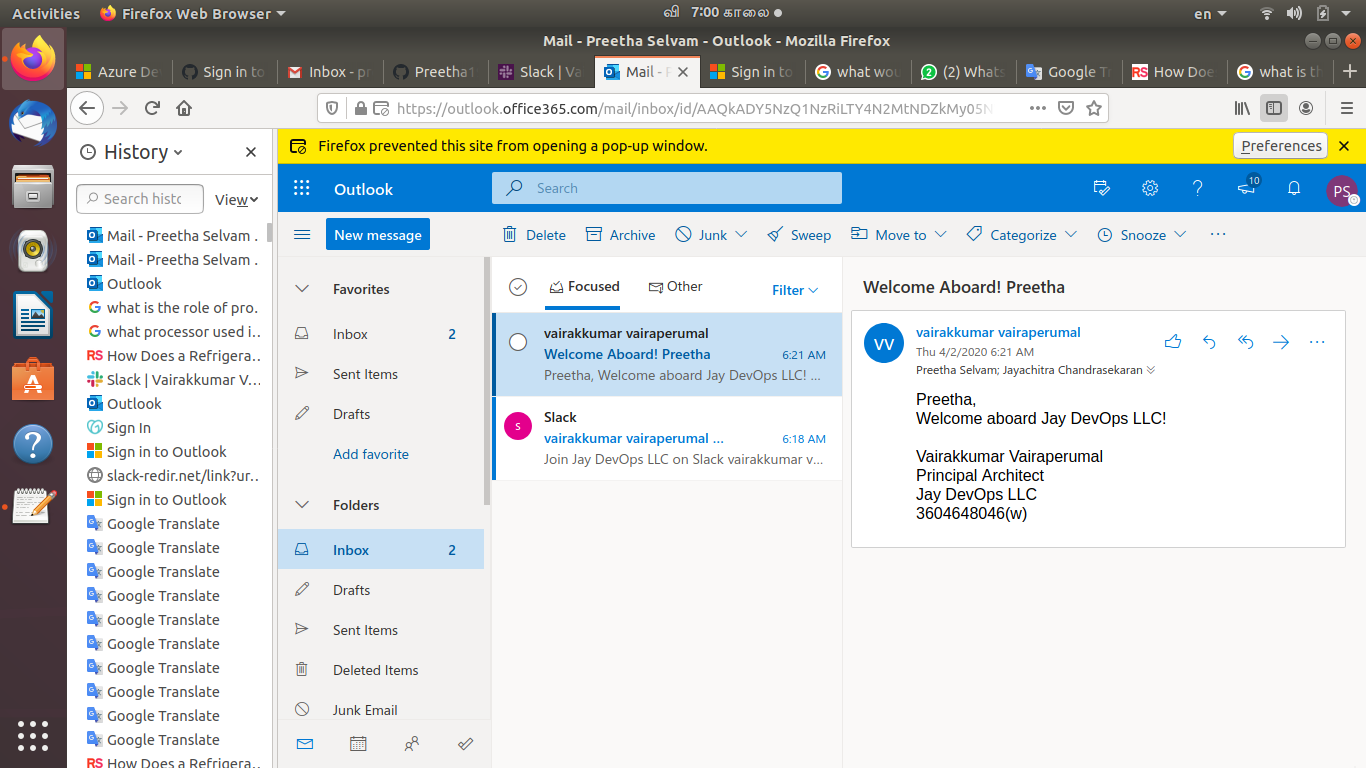 Activities
Firefox Web Browser
வி 7:00 காலை
en
Mail - Preetha Selvam - Outlook - Mozilla Firefox
Azure De
Sign in to
Inbox - pr
Preetha1
Slack | Va
Mail - P
Sign in to
what wou
(2) Whats
Google Tr
How Doe
what is th
https://outlook.office365.com/mail/inbox/id/AAQkADY5NzQ1NzRiLTY4N2MtNDZkMy05N
History
Search histo
View
Mail - Preetha Selvam .
Mail - Preetha Selvam .
Outlook
what is the role of pro..
what processor used i...
RS How Does a Refrigera...
Slack | Vairakkumar V...
Outlook
Sign In
Sign in to Outlook
slack-redir.net/link?ur...
Sign in to Outlook
Google Translate
Google Translate
Google Translate
Google Translate
Google Translate
Google Translate
Google Translate
Google Translate
Google Translate
Google Translate
RS How Does a Refrigera...
Firefox prevented this site from opening a pop-up window.
Preferences
Outlook
Search
10
PS
New message
Delete
Archive
Junk
Sweep
Move to
Categorize
Snooze
Favorites
Inbox 2
Sent Items
Drafts
Add favorite
Folders
Inbox 2
Drafts
Sent Items
Deleted Items
Junk Email
Focused
Other
Filter
vairakkumar vairaperumal
Welcome Aboard! Preetha 6:21 AM
Preetha, Welcome aboard Jay DevOps LLC! ...
S
Slack
vairakkumar vairaperumal ... 6:18 AM
Join Jay DevOps LLC on Slack vairakkumar v...
Welcome Aboard! Preetha
VV
vairakkumar vairaperumal
Thu 4/2/2020 6:21 AM
Preetha Selvam; Jayachitra Chandrasekaran
Preetha,
Welcome aboard Jay DevOps LLC!
Vairakkumar Vairaperumal
Principal Architect
Jay DevOps LLC
3604648046(w)